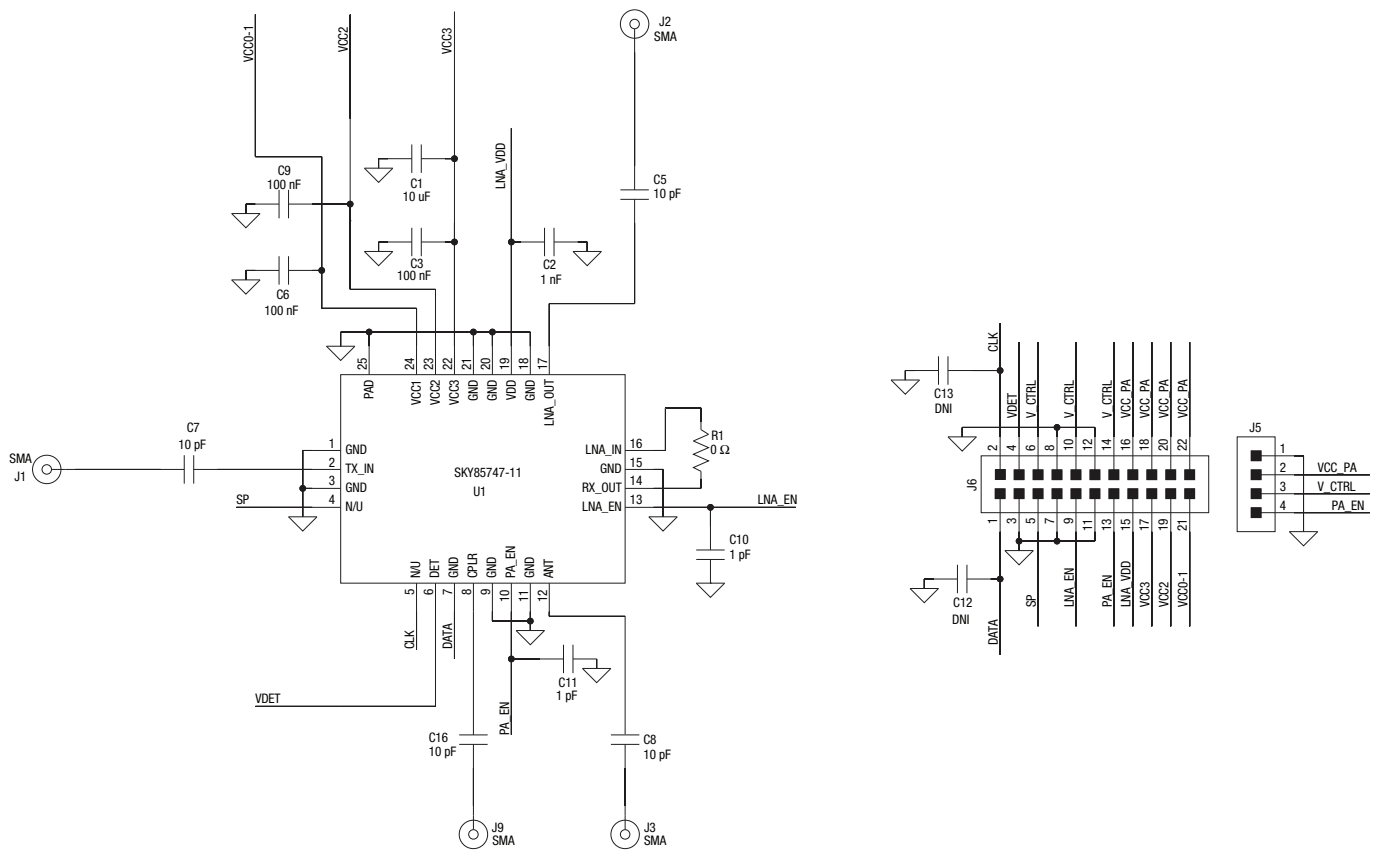 VCC0-1
VCC2
VCC3
J2
SMA
C9
100 nF
C1
10 uF
LNA_VDD
C5
10 pF
C6
100 nF
C3
100 nF
C2
1 nF
25
24
23
22
21
20
19
18
17
PAD
VCC1
VCC2
VCC3
GND
GND
VDD
GND
LNA_OUT
SMA
J1
C7
10 pF
SP
1
GND
2
TX_IN
3
GND
4
N/U
SKY85747-11
U1
LNA_IN
16
GND
15
RX_OUT
14
LNA_EN
13
R1
0 Ω
LNA_EN
C10
1 pF
N/U
DET
GND
CPLR
GND
PA_EN
GND
ANT
5
6
7
8
9
10
11
12
CLK
DATA
VDET
C11
1 pF
PA_EN
C16
10 pF
C8
10 pF
J9
SMA
J3
SMA
CLK
C13
DNI
VDET
V_CTRL
V_CTRL
V_CTRL
VCC_PA
VCC_PA
VCC_PA
VCC_PA
2
4
6
8
10
12
14
16
18
20
22
J6
1
3
5
7
9
11
13
15
17
19
21
C12
DNI
DATA
SP
LNA_EN
PA_EN
LNA_VDD
VCC3
VCC2
VCC0-1
J5
1
2
VCC_PA
3
V_CTRL
4
PA_EN